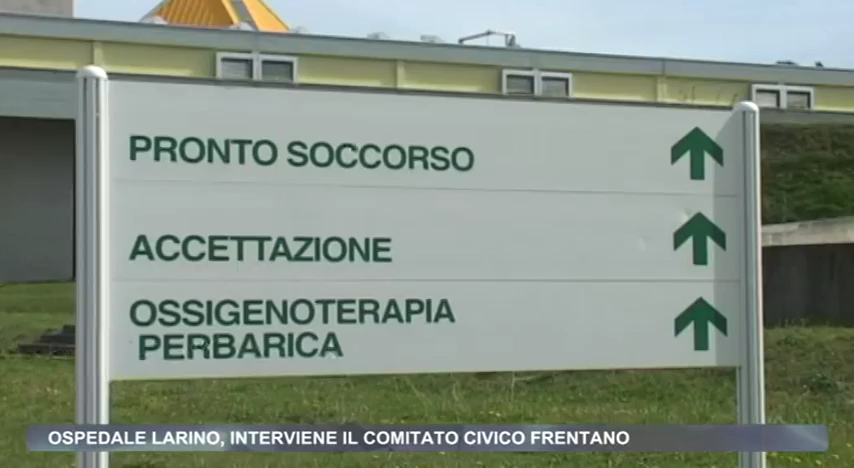 PRONTO SOCCORSO
ACCETTAZIONE
OSSIGENOTERAPIA
PERBARICA
OSPEDALE LARINO, INTERVIENE IL COMITATO CIVICO FRENTANO